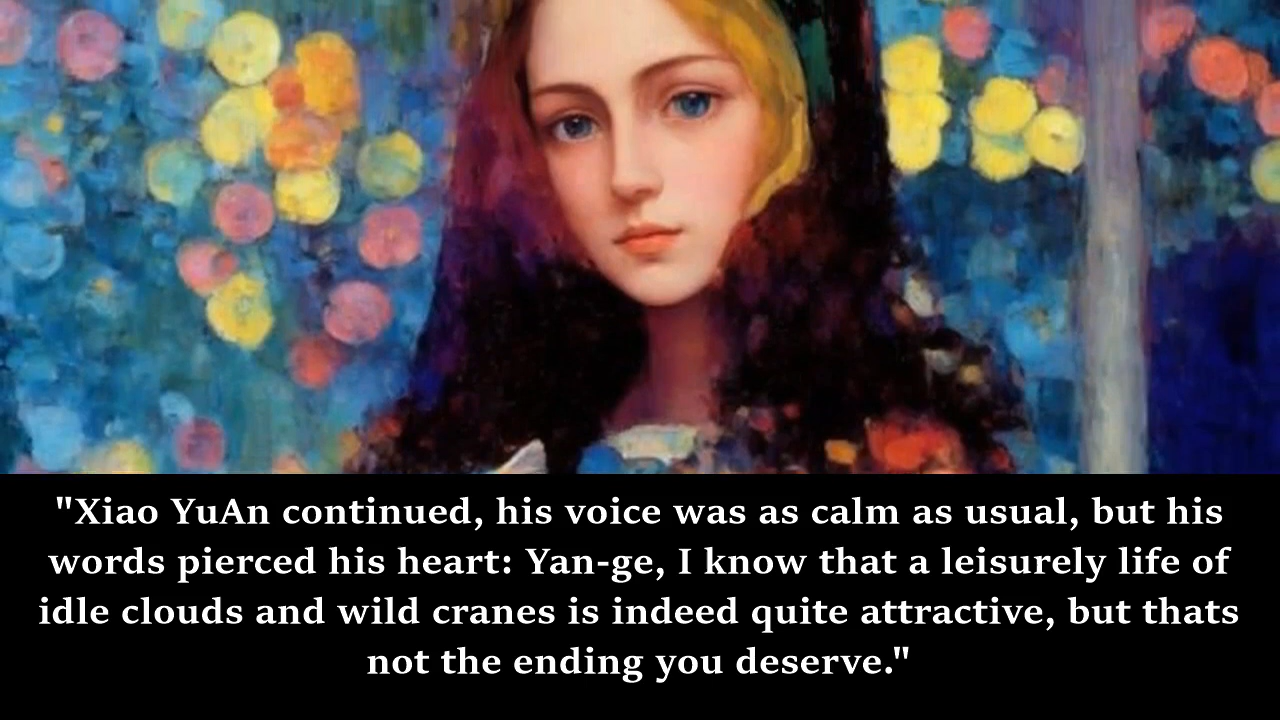 "Xiao YuAn continued, his voice was as calm as usual, but his
words pierced his heart: Yan-ge, I know that a leisurely life of
idle clouds and wild cranes is indeed quite attractive, but thats
not the ending you deserve."